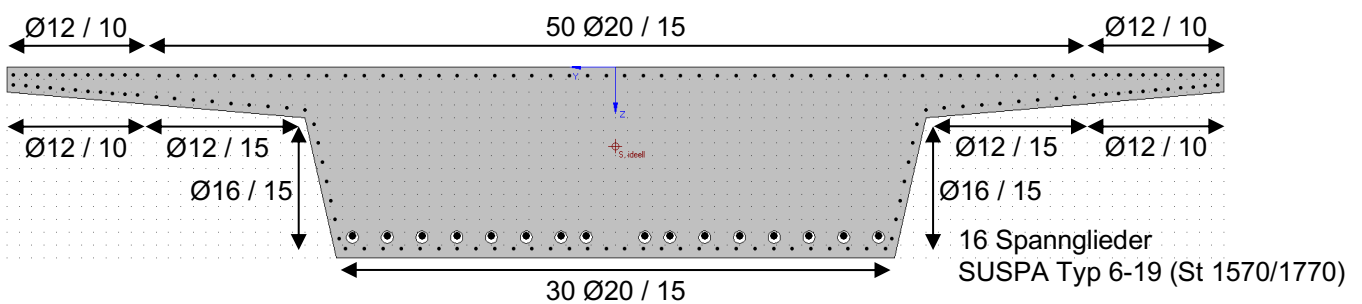 Ø12 / 10
50 Ø20 / 15
Ø12 / 10
Y
Z
S, ideell
Ø12 / 10
Ø12 / 15
Ø12 / 15
Ø12 / 10
Ø16 / 15
Ø16 / 15
16 Spannglieder
SUSPA Typ 6-19 (St 1570/1770)
30 Ø20 / 15